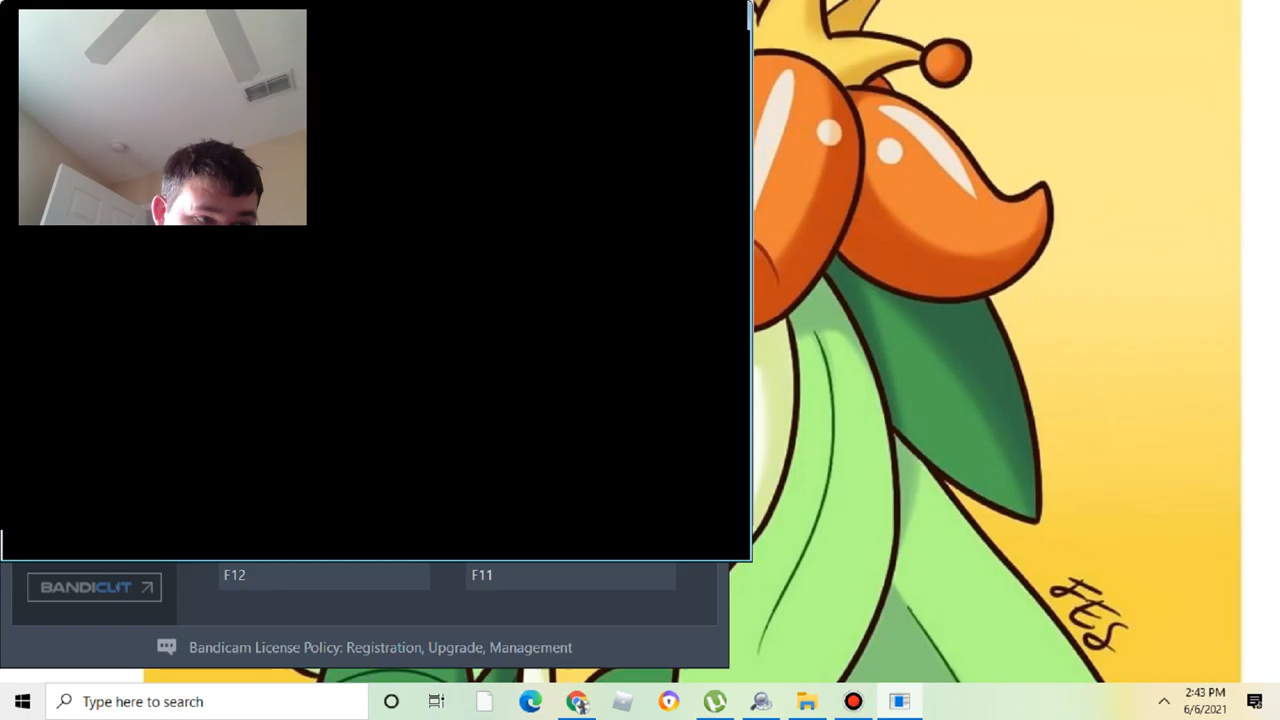 FES
F12
F11
BANDICUT
Bandicam License Policy: Registration, Upgrade, Management
Type here to search
2:43 PM
6/6/2021